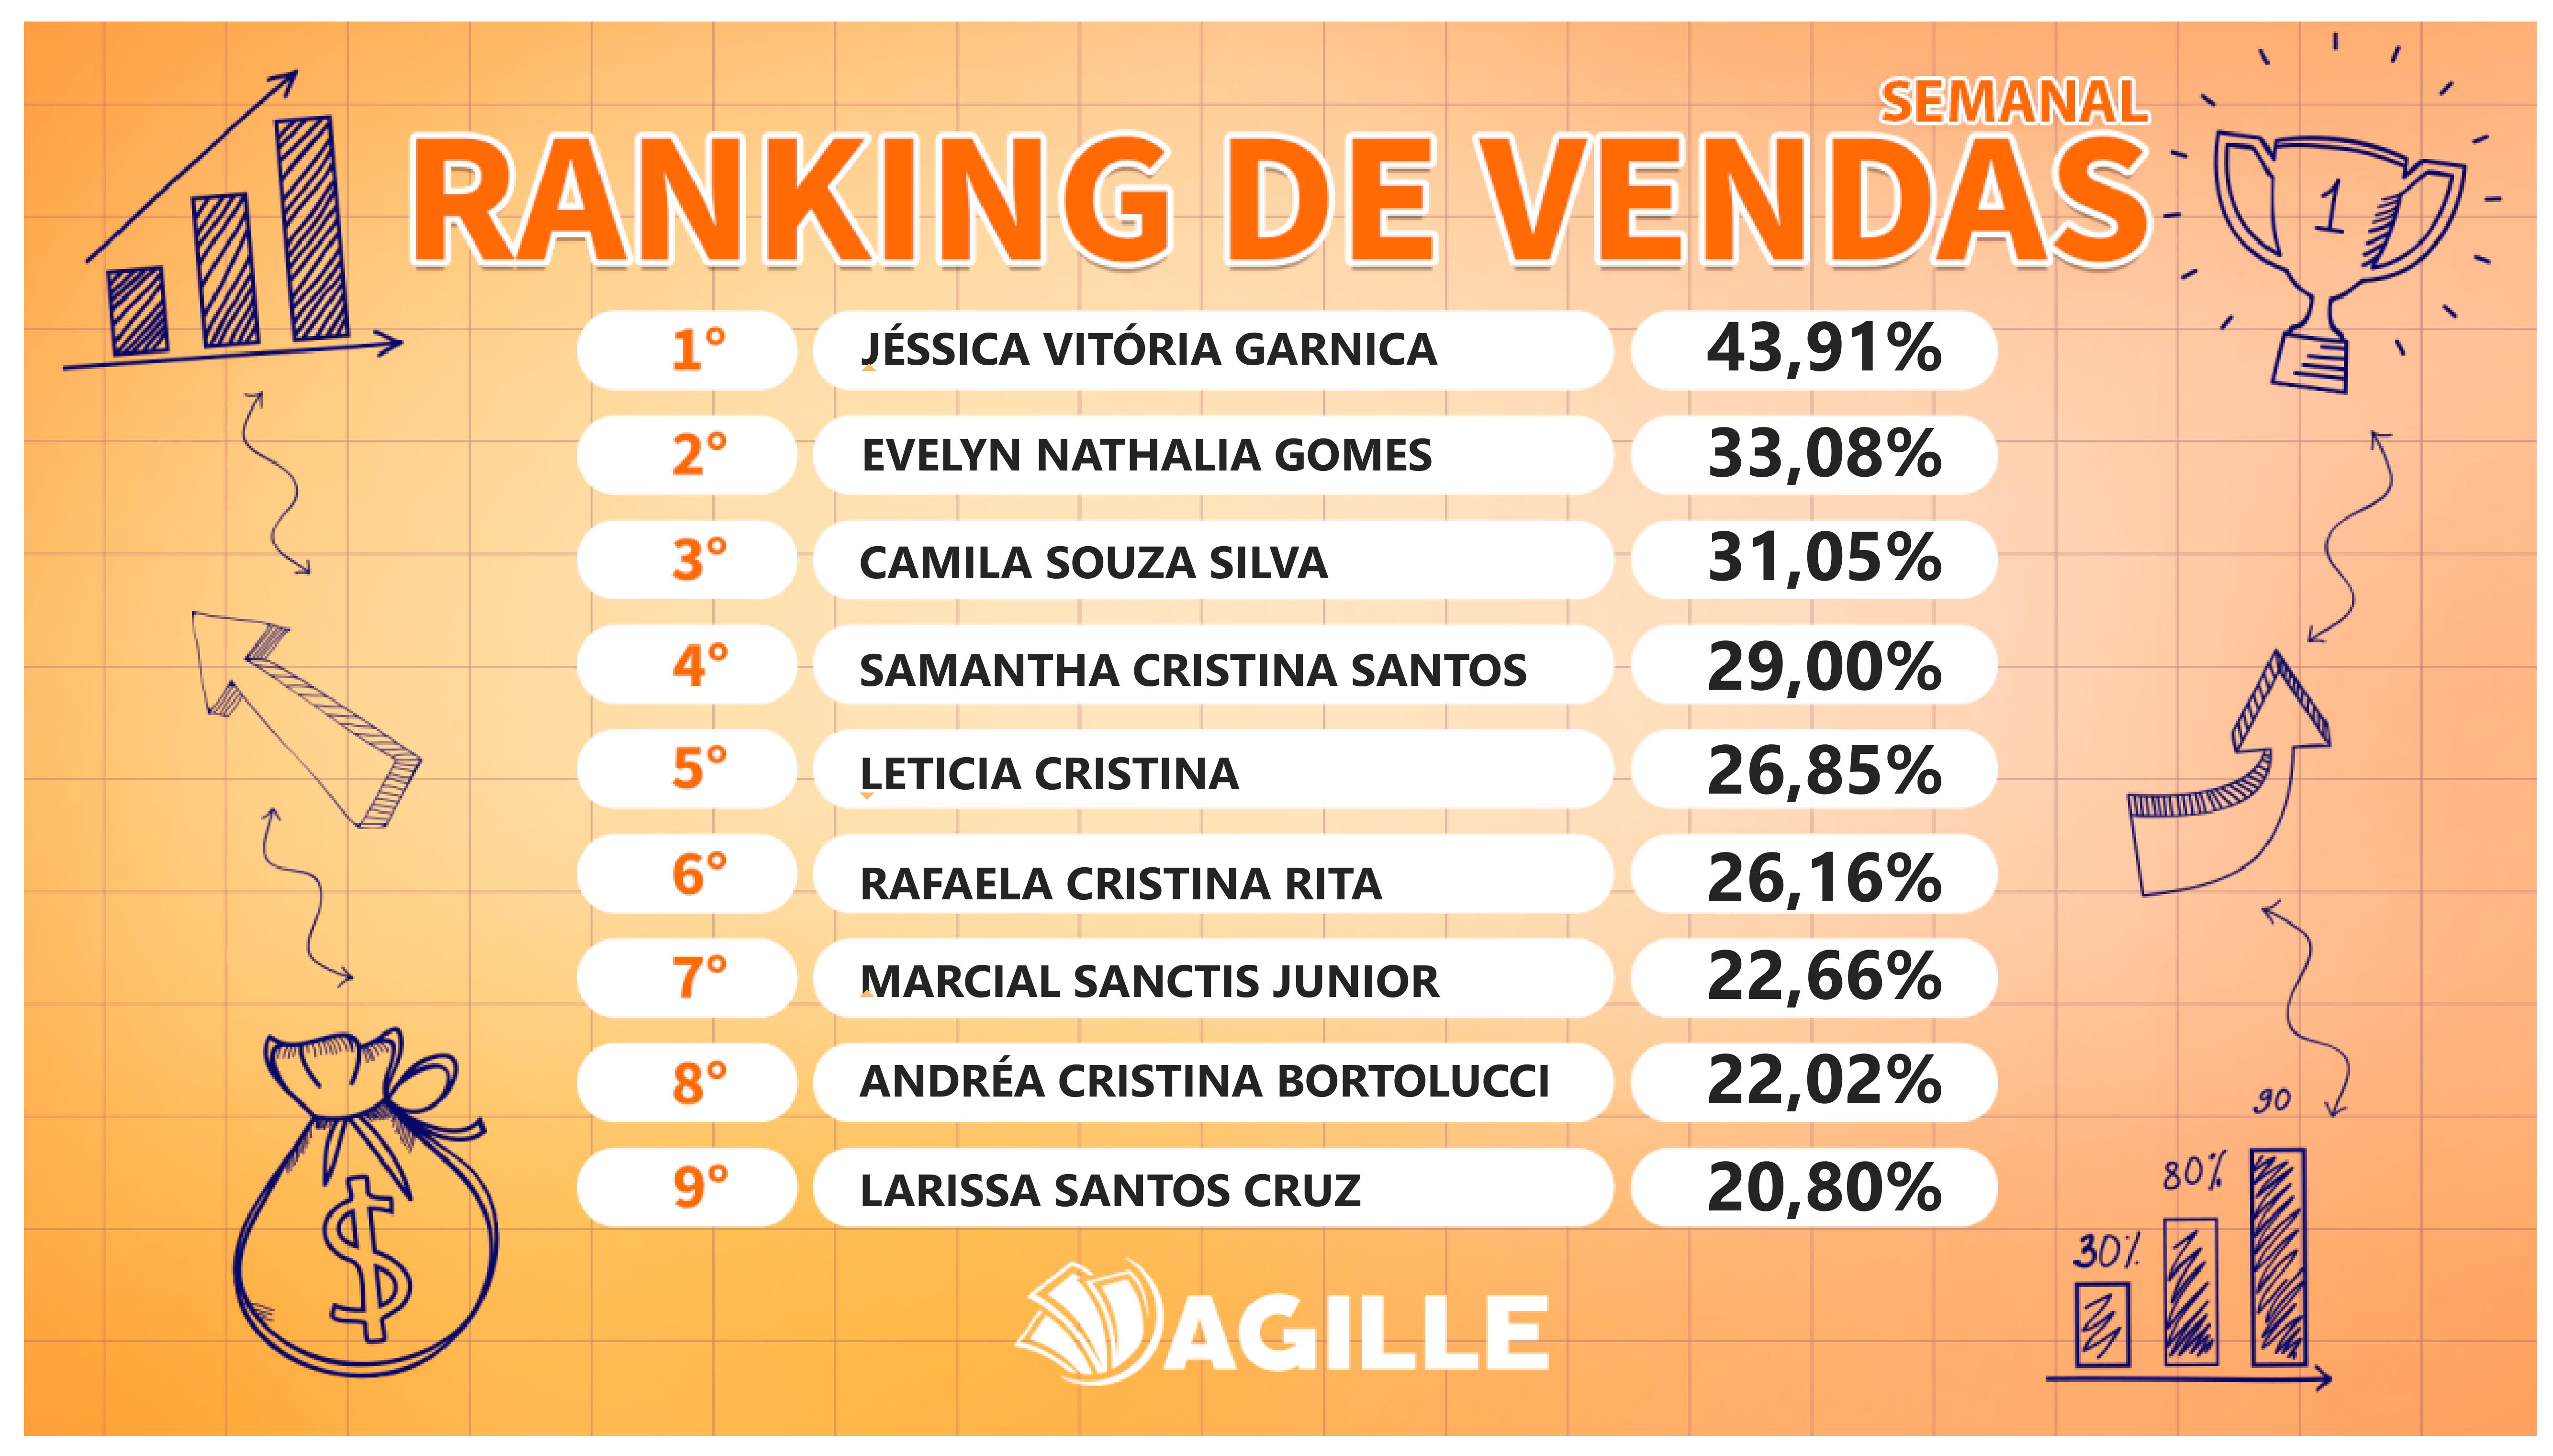 SEMANAL
RANKING DE VENDAS
1° JÉSSICA VITÓRIA GARNICA 43,91%
2° EVELYN NATHALIA GOMES 33,08%
3° CAMILA SOUZA SILVA 31,05%
4° SAMANTHA CRISTINA SANTOS 29,00%
5° LETICIA CRISTINA 26,85%
6° RAFAELA CRISTINA RITA 26,16%
7° MARCIAL SANCTIS JUNIOR 22,66%
8° ANDRÉA CRISTINA BORTOLUCCI 22,02%
9° LARISSA SANTOS CRUZ 20,80%
AGILLE
1
$
90
80%
30%